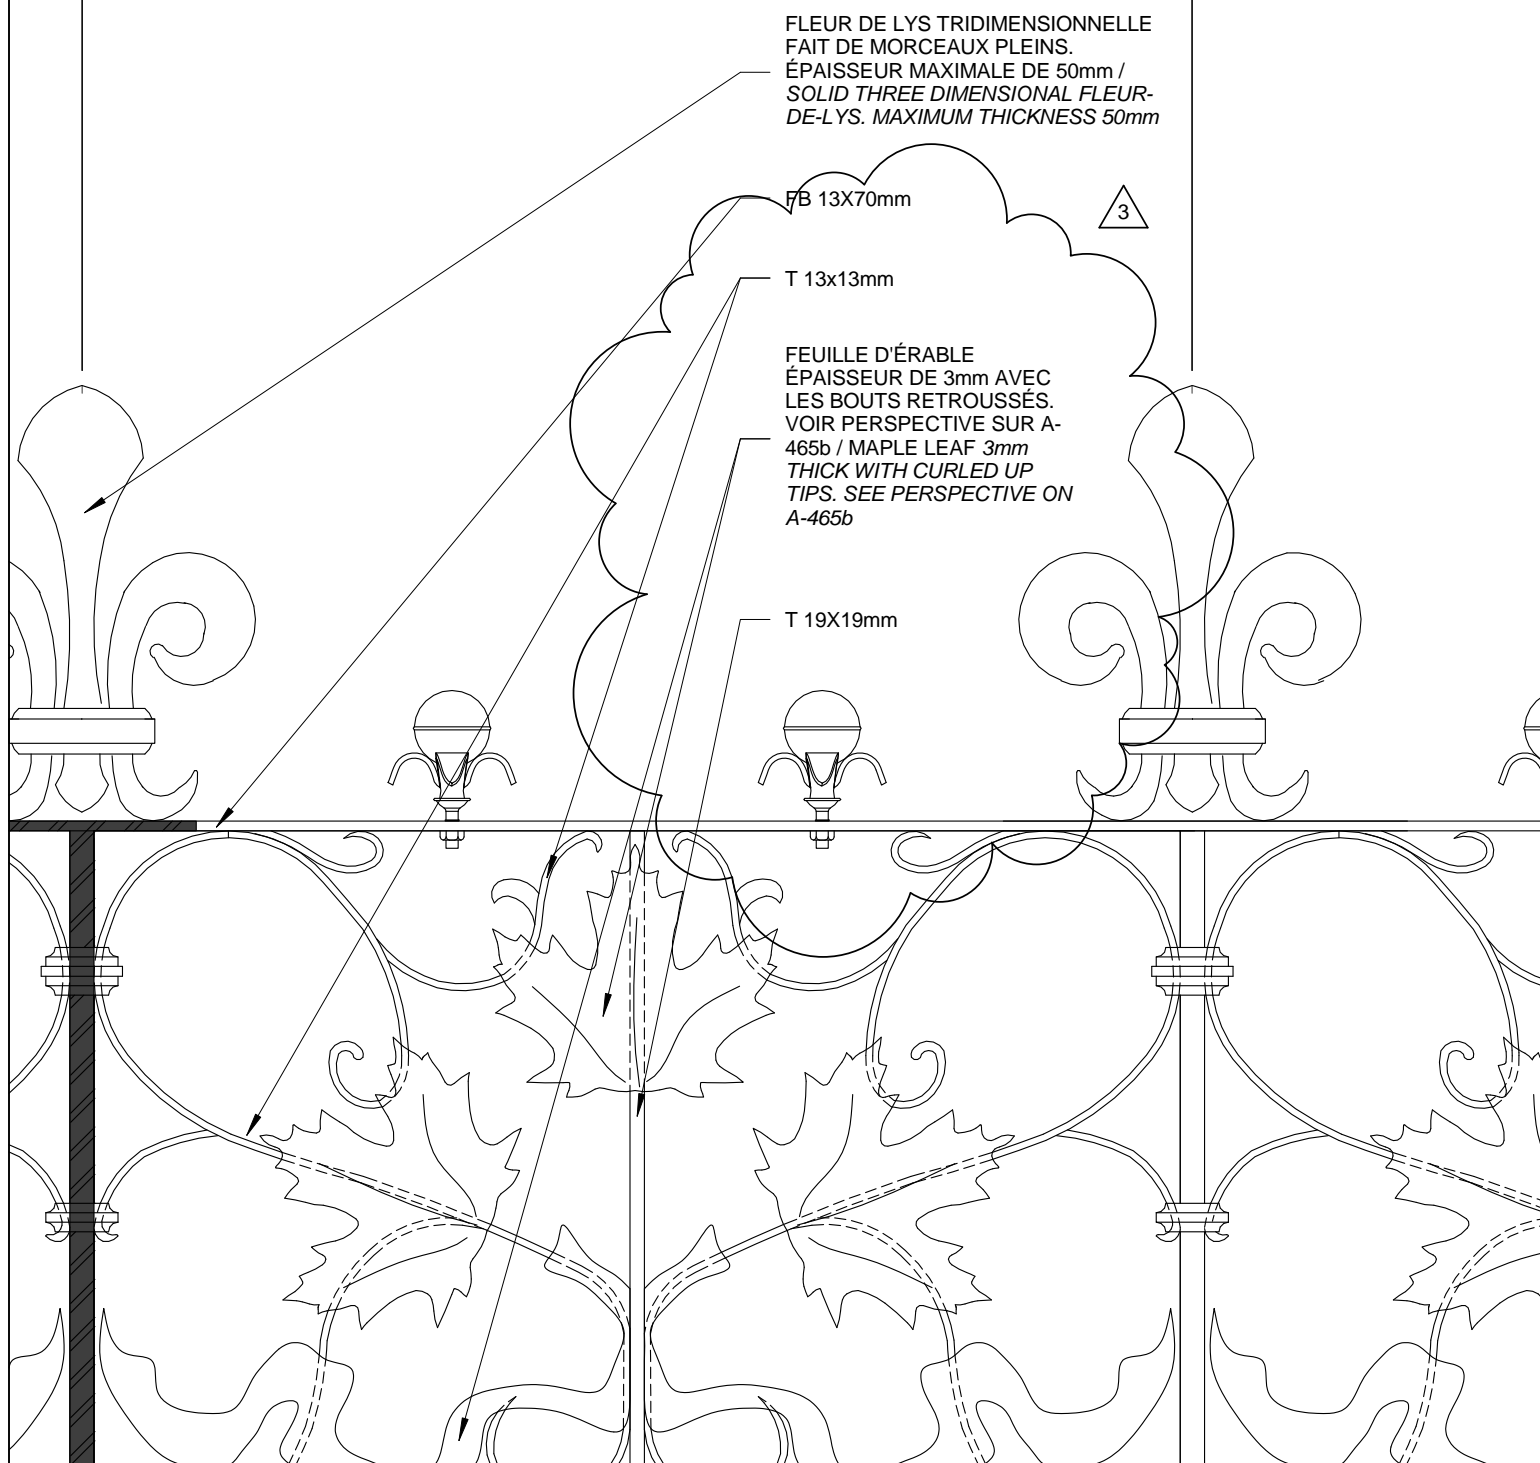 FLEUR DE LYS TRIDIMENSIONNELLE
FAIT DE MORCEAUX PLEINS.
ÉPAISSEUR MAXIMALE DE 50mm /
SOLID THREE DIMENSIONAL FLEUR-
DE-LYS. MAXIMUM THICKNESS 50mm
FB 13X70mm
3
T 13x13mm
FEUILLE D'ÉRABLE
ÉPAISSEUR DE 3mm AVEC
LES BOUTS RETROUSSÉS.
VOIR PERSPECTIVE SUR A-
465b / MAPLE LEAF 3mm
THICK WITH CURLED UP
TIPS. SEE PERSPECTIVE ON
A-465b
T 19X19mm